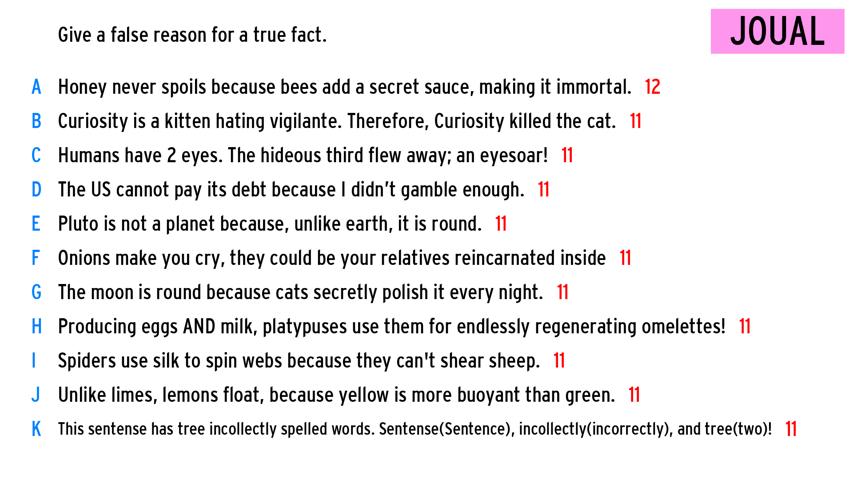 Give a false reason for a true fact.
JOUAL
A Honey never spoils because bees add a secret sauce, making it immortal. 12
B Curiosity is a kitten hating vigilante. Therefore, Curiosity killed the cat. 11
C Humans have 2 eyes. The hideous third flew away; an eyesoar! 11
D The US cannot pay its debt because I didn't gamble enough. 11
E Pluto is not a planet because, unlike earth, it is round. 11
F Onions make you cry, they could be your relatives reincarnated inside 11
G The moon is round because cats secretly polish it every night. 11
H Producing eggs AND milk, platypuses use them for endlessly regenerating omelettes! 11
I Spiders use silk to spin webs because they can't shear sheep. 11
J Unlike limes, lemons float, because yellow is more buoyant than green. 11
K This sentense has tree incollectly spelled words. Sentense(Sentence), incollectly(incorrectly), and tree(two)! 11